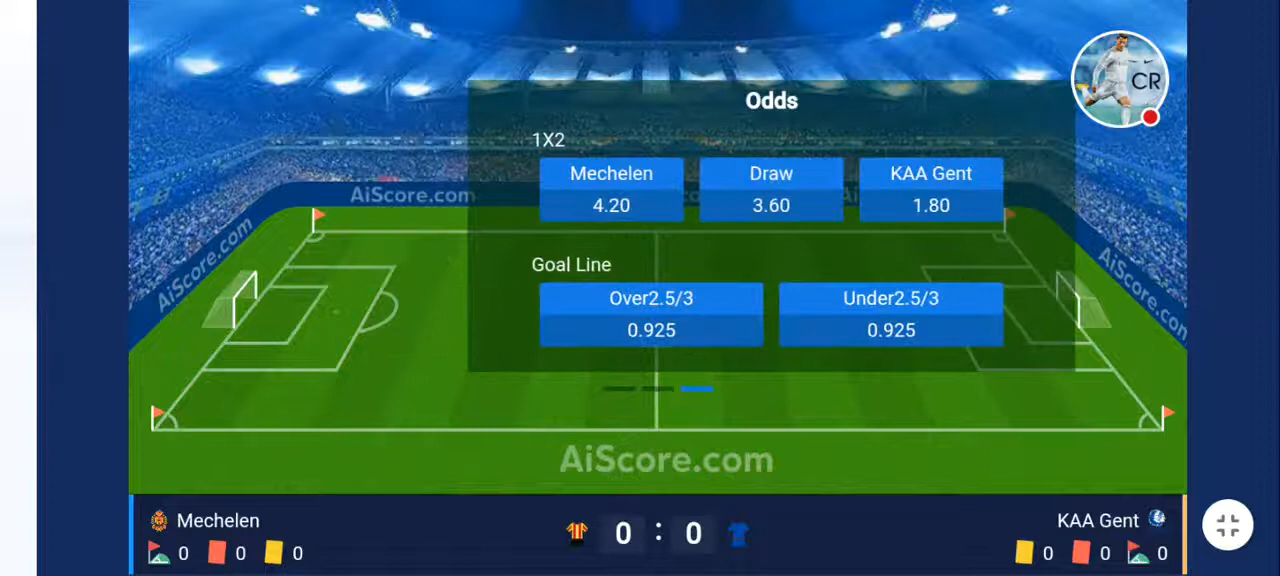 Odds
CR
1X2
Mechelen Draw KAA Gent
4.20 3.60 1.80
AiScore.com
AiScore.com
AiScore.com
Goal Line
Over2.5/3 Under2.5/3
0.925 0.925
AiScore.com
Mechelen 0 : 0 KAA Gent
0 0 0 0 0 0